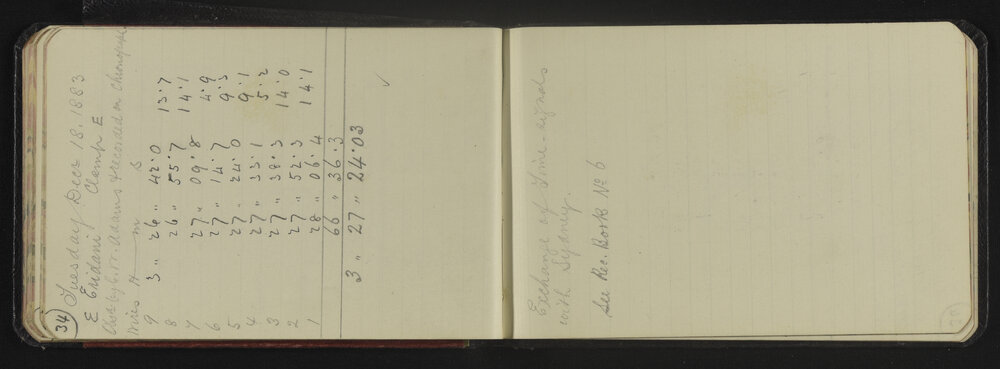 34 Tuesday Decr 18. 1883
ε Eridani Clamp E
Adams & recorded on Chronograph
Wires H m s
9 3 " 26 " 42.0 13.7
8 26 " 55.7 14.1
7 27 " 09.8 4.9
6 27 " 14.7 9.3
5 27 " 24.0 9.1
4 27 " 33.1 5.2
3 27 " 38.3 14.0
2 27 " 52.3 14.1
1 28 " 06.4
66 " 36.3
3 " 27 " 24.03
Exchange of Time-signals
with Sydney.
See Rec. Book No 6